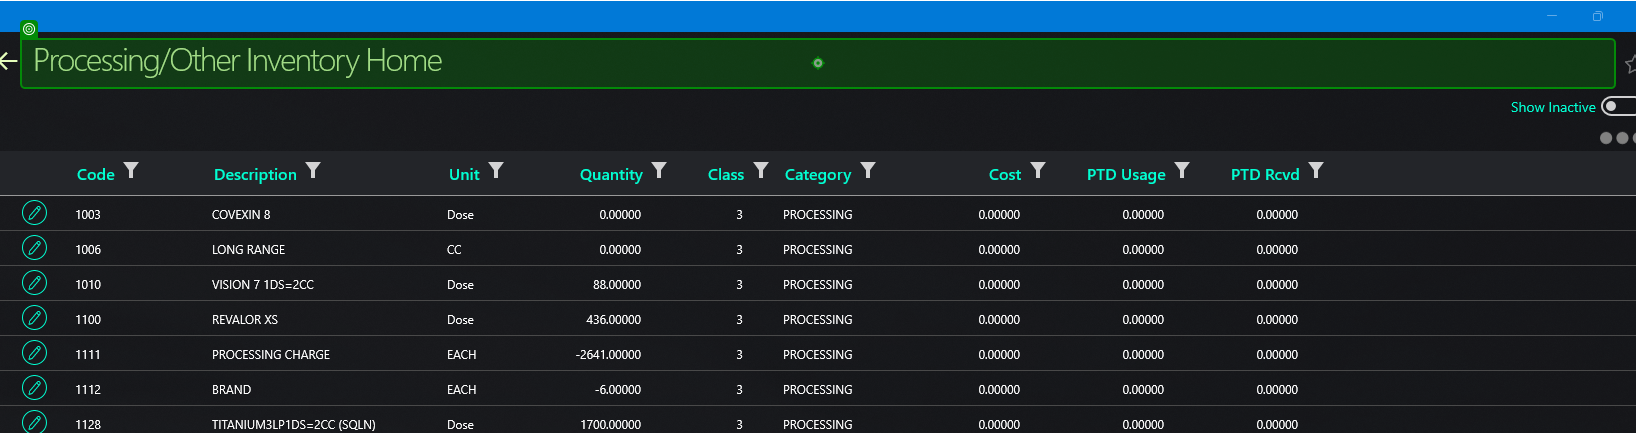 Processing/Other Inventory Home
Show Inactive
Code Description Unit Quantity Class Category Cost PTD Usage PTD Rcvd
1003 COVEXIN 8 Dose 0.00000 3 PROCESSING 0.00000 0.00000 0.00000
1006 LONG RANGE CC 0.00000 3 PROCESSING 0.00000 0.00000 0.00000
1010 VISION 7 1DS=2CC Dose 88.00000 3 PROCESSING 0.00000 0.00000 0.00000
1100 REVALOR XS Dose 436.00000 3 PROCESSING 0.00000 0.00000 0.00000
1111 PROCESSING CHARGE EACH -2641.00000 3 PROCESSING 0.00000 0.00000 0.00000
1112 BRAND EACH -6.00000 3 PROCESSING 0.00000 0.00000 0.00000
1128 TITANIUM3LP1DS=2CC (SQLN) Dose 1700.00000 3 PROCESSING 0.00000 0.00000 0.00000